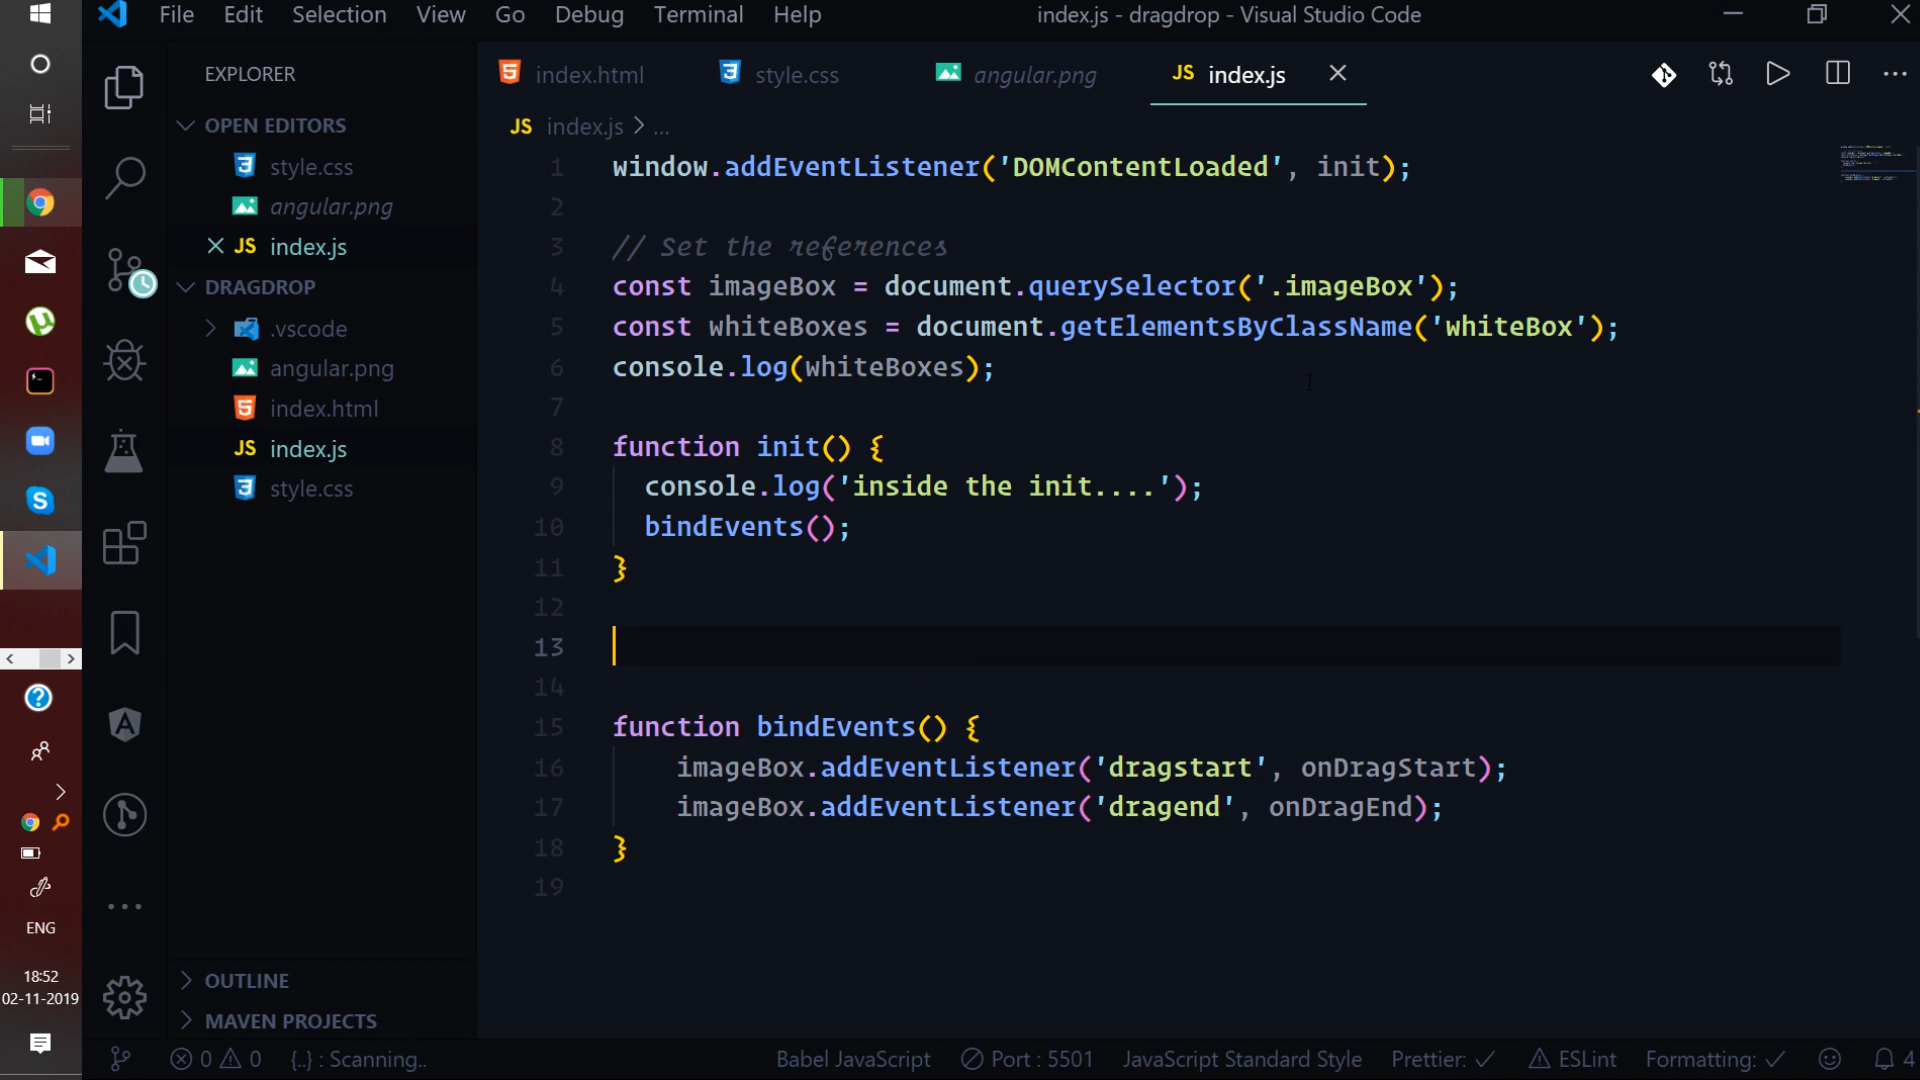 File Edit Selection View Go Debug Terminal Help
index.js - dragdrop - Visual Studio Code
EXPLORER
OPEN EDITORS
style.css
angular.png
JS index.js
DRAGDROP
.vscode
angular.png
index.html
JS index.js
style.css
OUTLINE
MAVEN PROJECTS
index.html style.css angular.png JS index.js
JS index.js > ...
1 window.addEventListener('DOMContentLoaded', init);
2
3 // Set the references
4 const imageBox = document.querySelector('.imageBox');
5 const whiteBoxes = document.getElementsByClassName('whiteBox');
6 console.log(whiteBoxes);
7
8 function init() {
9 console.log('inside the init....');
10 bindEvents();
11 }
12
13
14
15 function bindEvents() {
16 imageBox.addEventListener('dragstart', onDragStart);
17 imageBox.addEventListener('dragend', onDragEnd);
18 }
19
ENG
18:52
02-11-2019
0 0 {..} : Scanning.. Babel JavaScript Port : 5501 JavaScript Standard Style Prettier: ✓ ESLint Formatting: ✓ 4